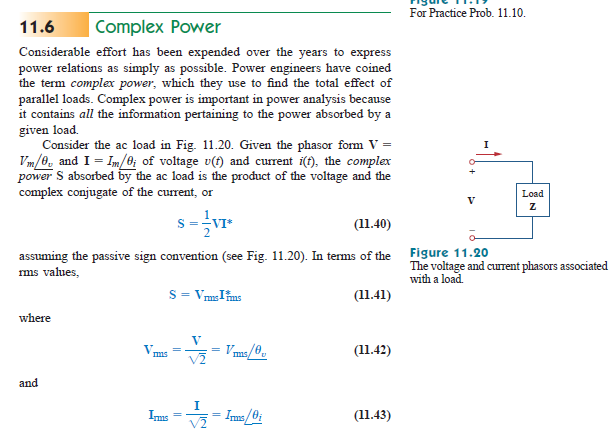 For Practice Prob. 11.10.
11.6 Complex Power
Considerable effort has been expended over the years to express
power relations as simply as possible. Power engineers have coined
the term complex power, which they use to find the total effect of
parallel loads. Complex power is important in power analysis because
it contains all the information pertaining to the power absorbed by a
given load.
Consider the ac load in Fig. 11.20. Given the phasor form V =
Vm/θv and I = Im/θi of voltage v(t) and current i(t), the complex
power S absorbed by the ac load is the product of the voltage and the
complex conjugate of the current, or
S = 1/2 VI* (11.40)
assuming the passive sign convention (see Fig. 11.20). In terms of the
rms values,
S = VrmsI*rms (11.41)
where
Vrms = V/√2 = Vrms/θv (11.42)
and
Irms = I/√2 = Irms/θi (11.43)
I
+
V
–
Load
Z
Figure 11.20
The voltage and current phasors associated
with a load.